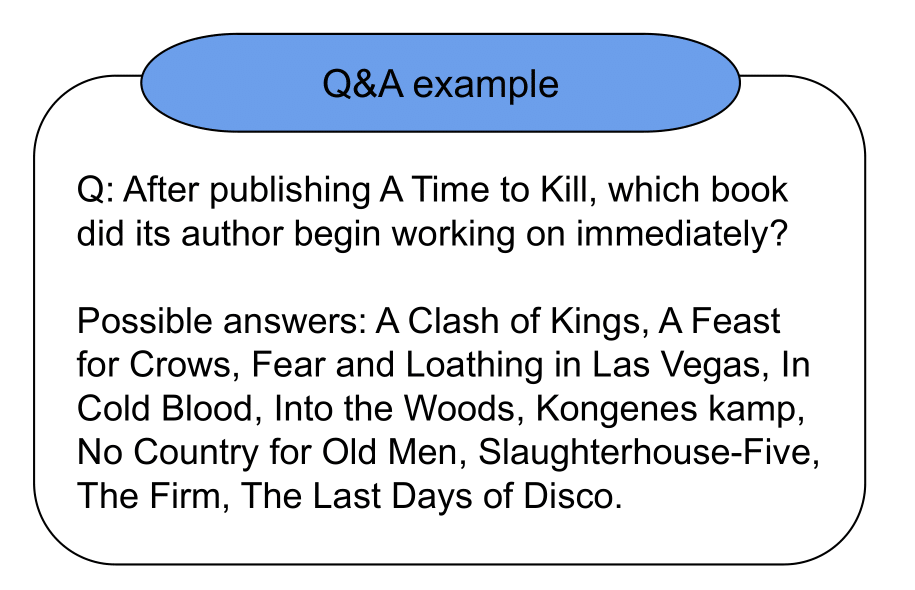 Q&A example
Q: After publishing A Time to Kill, which book
did its author begin working on immediately?
Possible answers: A Clash of Kings, A Feast
for Crows, Fear and Loathing in Las Vegas, In
Cold Blood, Into the Woods, Kongenes kamp,
No Country for Old Men, Slaughterhouse-Five,
The Firm, The Last Days of Disco.